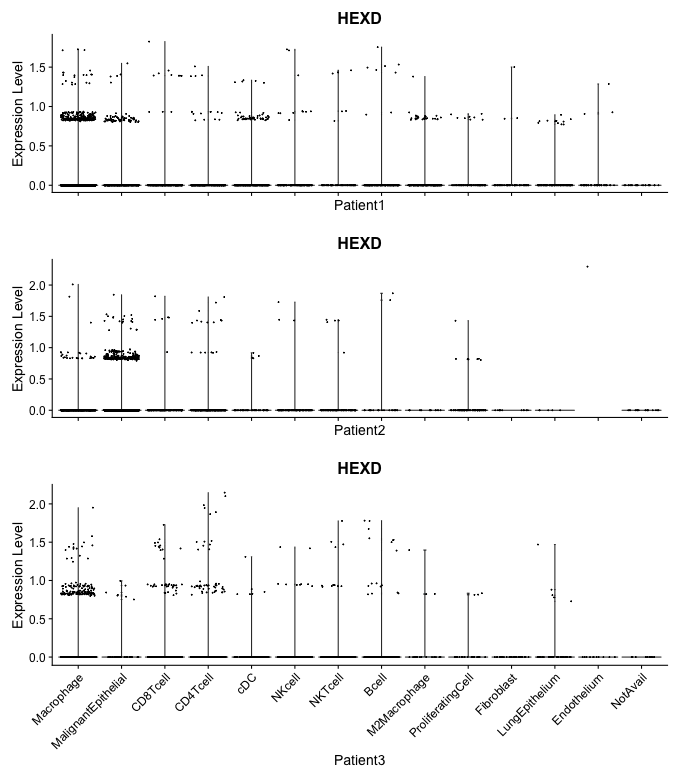 HEXD
Expression Level
1.5
1.0
0.5
0.0
Patient1
HEXD
Expression Level
2.0
1.5
1.0
0.5
0.0
Patient2
HEXD
Expression Level
2.0
1.5
1.0
0.5
0.0
Macrophage
MalignantEpithelial
CD8Tcell
CD4Tcell
cDC
NKcell
NKTcell
Bcell
M2Macrophage
ProliferatingCell
Fibroblast
LungEpithelium
Endothelium
NotAvail
Patient3